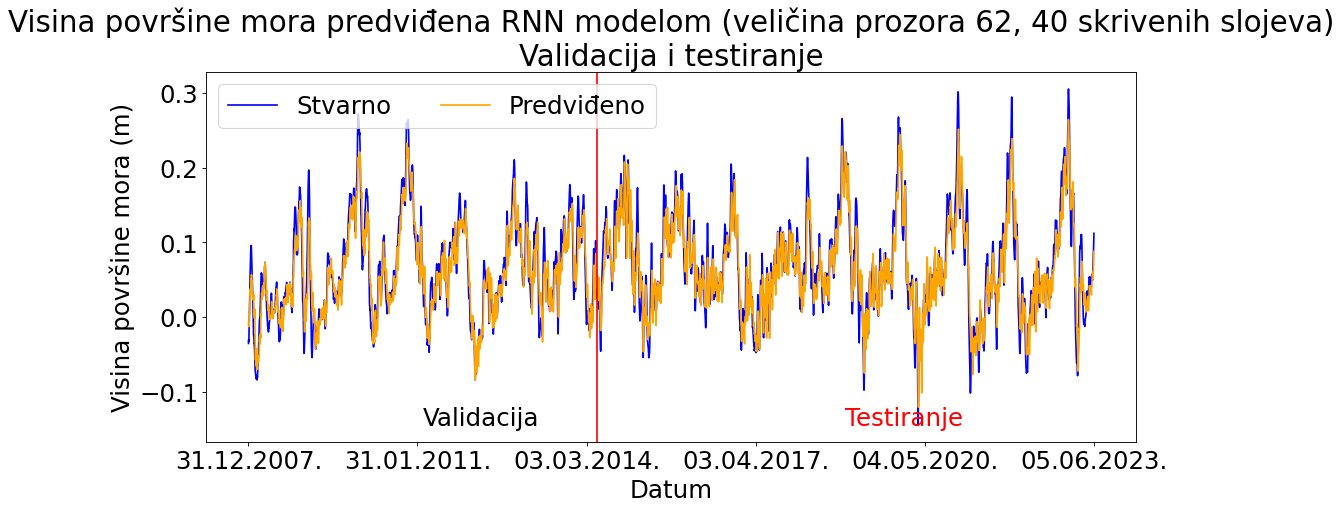 Visina površine mora predviđena RNN modelom (veličina prozora 62, 40 skrivenih slojeva)
Validacija i testiranje
Stvarno
Predviđeno
Visina površine mora (m)
0.3
0.2
0.1
0.0
−0.1
Validacija
Testiranje
31.12.2007.
31.01.2011.
03.03.2014.
03.04.2017.
04.05.2020.
05.06.2023.
Datum